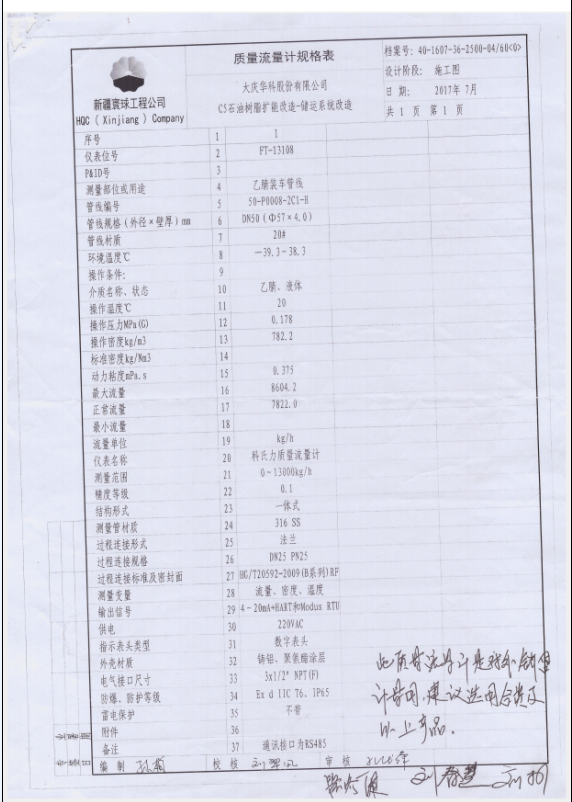 质量流量计规格表
档案号: 40-1607-36-2500-04/60<0>
设计阶段: 施工图
大庆华科股份有限公司
日 期: 2017年 7月
新疆寰球工程公司
C5石油树脂扩能改造-储运系统改造
共 1 页 第 1 页
HQC ( Xinjiang ) Company
序号 1 1
仪表位号 2 FT-13108
P&ID号 3
测量部位或用途 4 乙腈装车管线
管线编号 5 50-P0008-2C1-H
管线规格（外径×壁厚）mm 6 DN50（Φ57×4.0）
管线材质 7 20#
环境温度℃ 8 -39.3~38.3
操作条件: 9
介质名称、状态 10 乙腈、液体
操作温度℃ 11 20
操作压力MPa(G) 12 0.178
操作密度kg/m3 13 782.2
标准密度kg/Nm3 14
动力粘度mPa.s 15 0.375
最大流量 16 8604.2
正常流量 17 7822.0
最小流量 18
流量单位 19 kg/h
仪表名称 20 科氏力质量流量计
测量范围 21 0~13000kg/h
精度等级 22 0.1
结构形式 23 一体式
测量管材质 24 316 SS
过程连接形式 25 法兰
过程连接规格 26 DN25 PN25
过程连接标准及密封面 27 HG/T20592-2009(B系列)RF
测量变量 28 流量、密度、温度
输出信号 29 4~20mA+HART和Modus RTU
供电 30 220VAC
指示表头类型 31 数字表头
外壳材质 32 铸铝、聚氨酯涂层
电气接口尺寸 33 3x1/2" NPT(F)
防爆、防护等级 34 Ex d IIC T6, IP65
雷电保护 35 不带
附件 36
备注 37 通讯接口为RS485
此质量流量计是对外销售
计量用,建议选用合资及
以上产品.
编 制 校 核 审 核